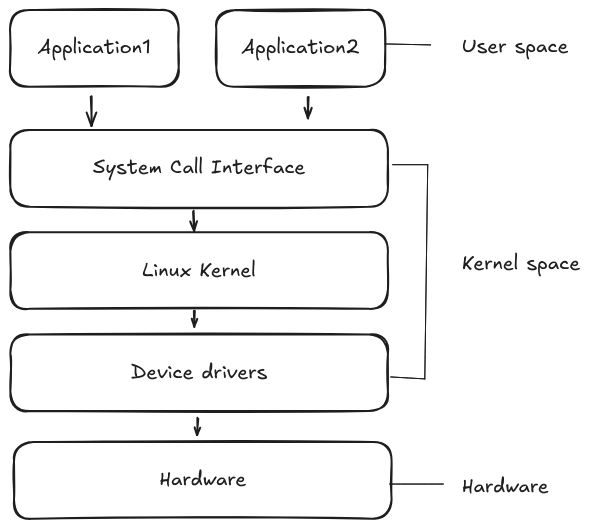 Application1
Application2
User space
System Call Interface
Linux Kernel
Kernel space
Device drivers
Hardware
Hardware